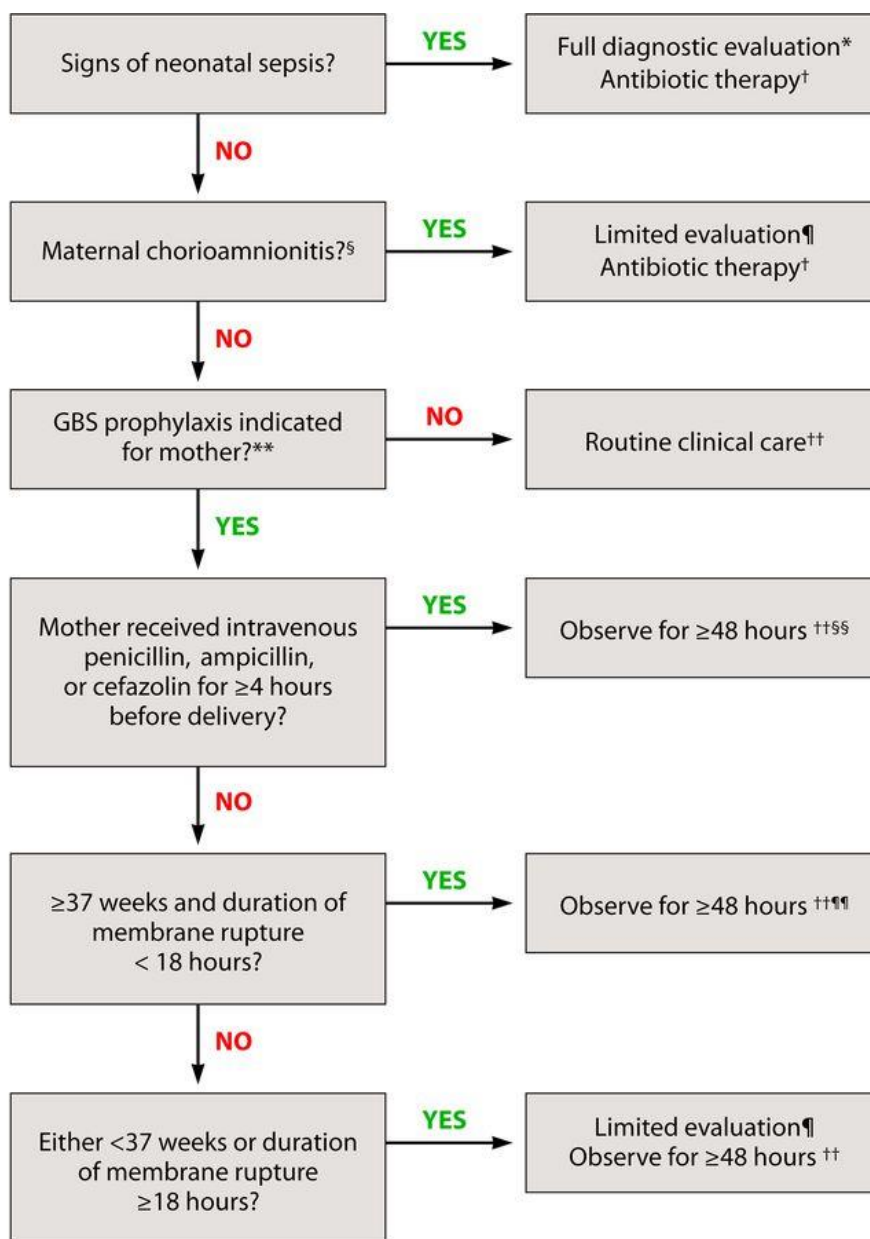 Signs of neonatal sepsis?
YES
Full diagnostic evaluation*
Antibiotic therapy†
NO
Maternal chorioamnionitis?§
YES
Limited evaluation¶
Antibiotic therapy†
NO
GBS prophylaxis indicated
for mother?**
NO
Routine clinical care††
YES
Mother received intravenous
penicillin, ampicillin,
or cefazolin for ≥4 hours
before delivery?
YES
Observe for ≥48 hours ††§§
NO
≥37 weeks and duration of
membrane rupture
< 18 hours?
YES
Observe for ≥48 hours ††¶¶
NO
Either <37 weeks or duration
of membrane rupture
≥18 hours?
YES
Limited evaluation¶
Observe for ≥48 hours ††